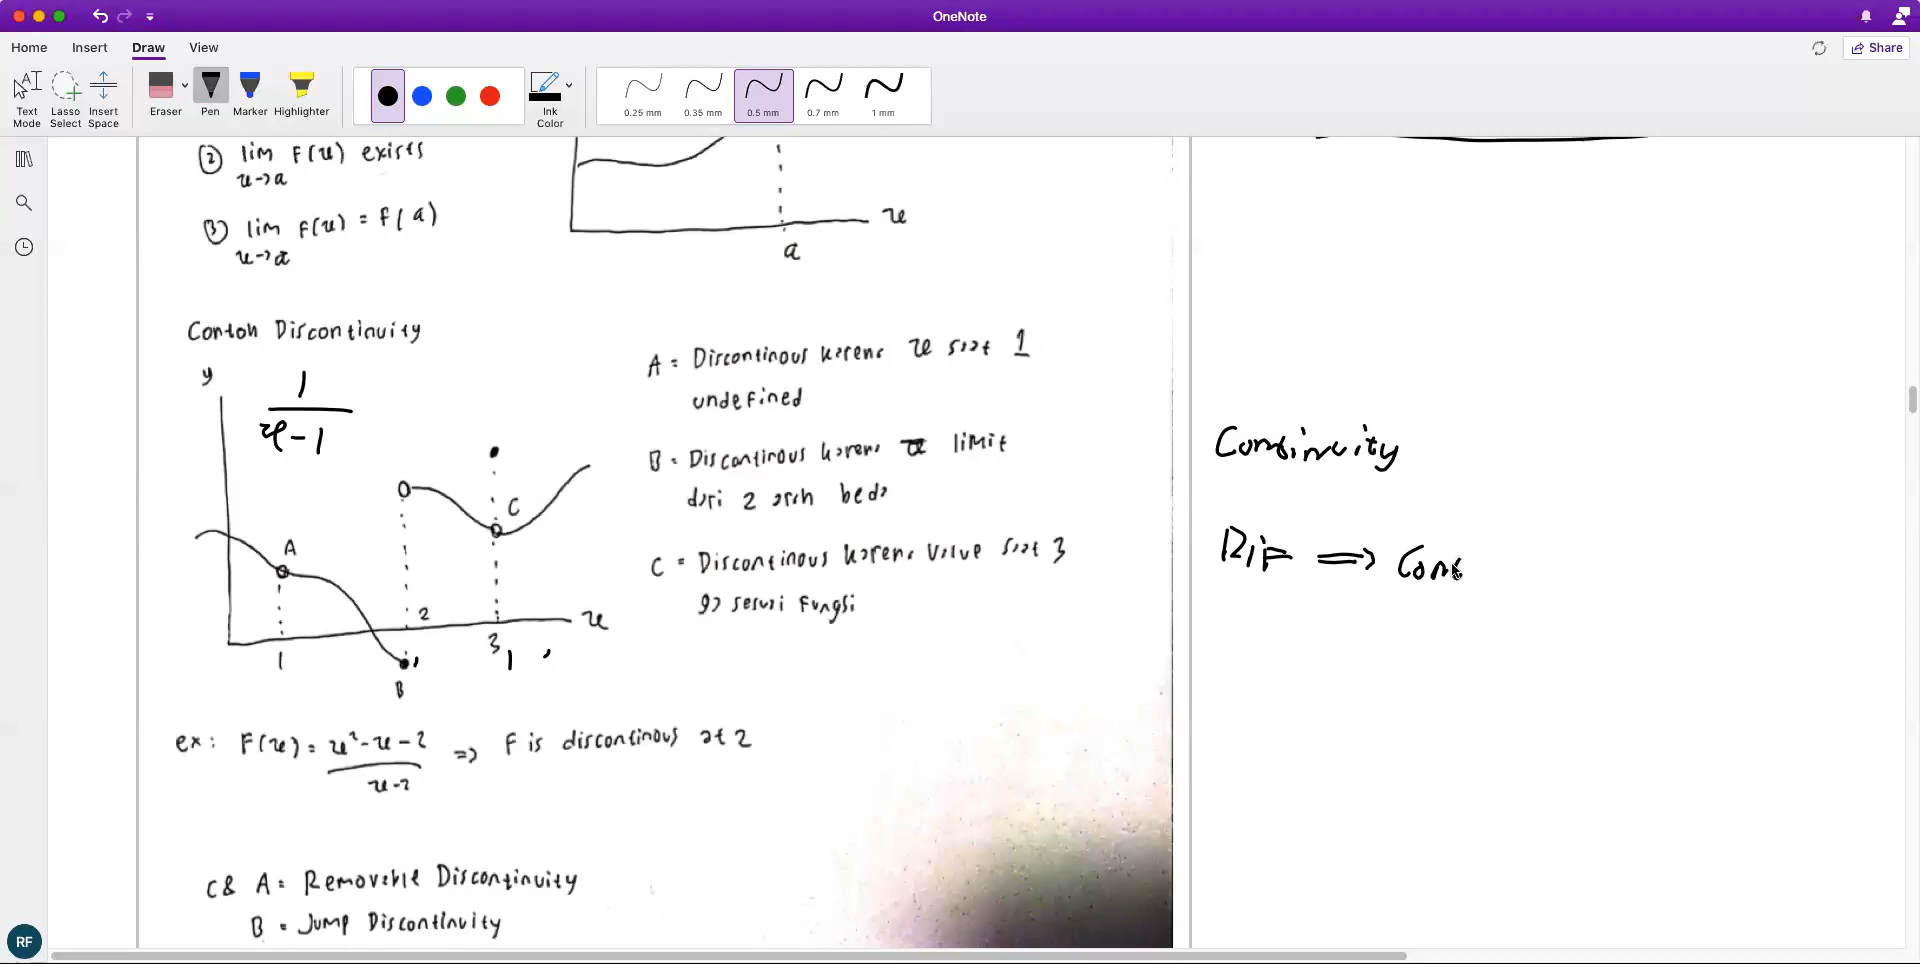 OneNote
Home Insert Draw View
Share
Text Mode
Lasso Select
Insert Space
Eraser
Pen
Marker
Highlighter
Ink Color
0.25 mm
0.35 mm
0.5 mm
0.7 mm
1 mm
② lim F(x) exists
x->a
③ lim F(x) = F(a)
x->a
x
a
Contoh Discontinuity
y
1
x-1
A
B
C
1
2
3
1 ,
x
A = Discontinous karena x saat 1
undefined
B = Discontinous karena limit
dari 2 arah beda
C = Discontinous karena value saat 3
ga sesuai fungsi
ex: F(x) = x²-x-2 => F is discontinous at 2
x-2
C & A = Removable Discontinuity
B = Jump Discontinuity
Continuity
Dif => Con
RF